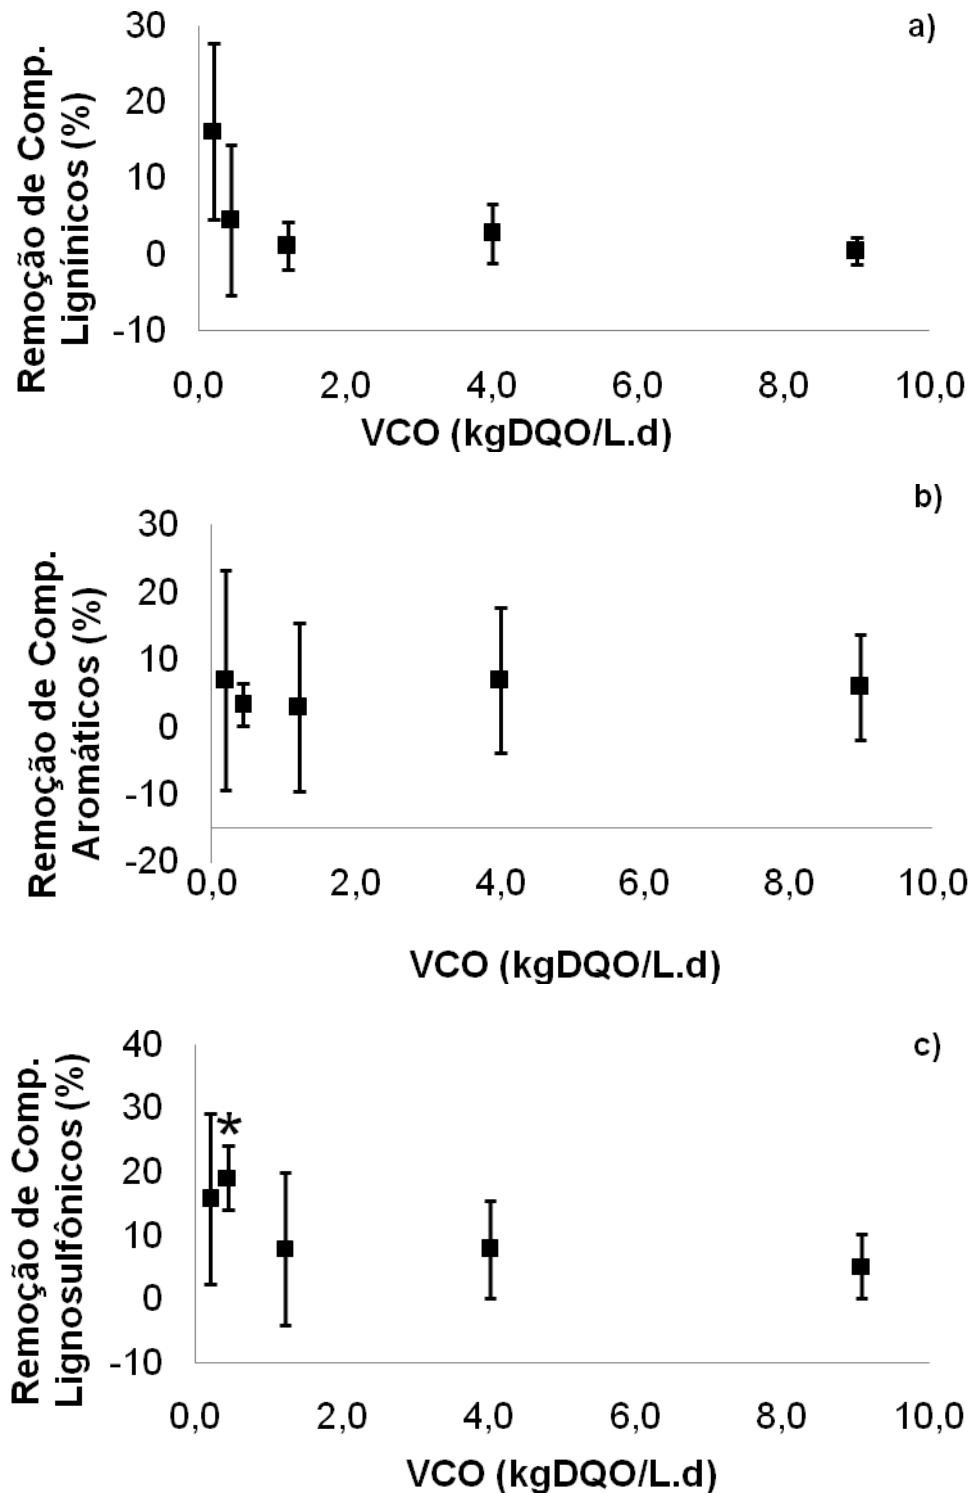 a)
Remoção de Comp.
Lignínicos (%)
30
20
10
0
-10
0,0 2,0 4,0 6,0 8,0 10,0
VCO (kgDQO/L.d)
b)
Remoção de Comp.
Aromáticos (%)
30
20
10
0
-10
-20
0,0 2,0 4,0 6,0 8,0 10,0
VCO (kgDQO/L.d)
c)
Remoção de Comp.
Lignosulfônicos (%)
40
30
20
10
0
-10
*
0,0 2,0 4,0 6,0 8,0 10,0
VCO (kgDQO/L.d)